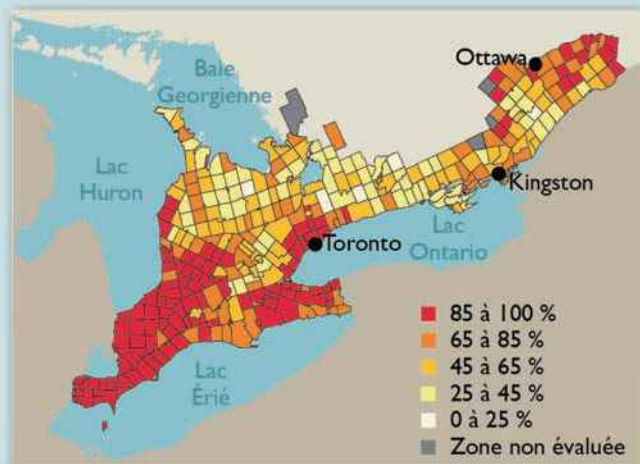 Ottawa
Baie
Georgienne
Lac
Huron
Kingston
Lac
Ontario
Toronto
Lac
Érié
85 à 100 %
65 à 85 %
45 à 65 %
25 à 45 %
0 à 25 %
Zone non évaluée